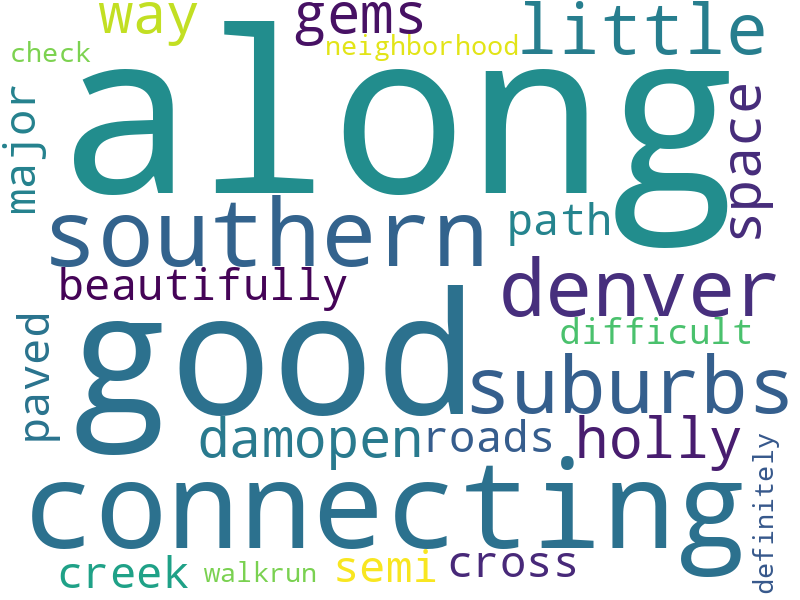 way
gems
little
check
neighborhood
along
major
space
southern
path
beautifully
denver
good
paved
difficult
suburbs
damopen
roads
holly
connecting
definitely
creek
walkrun
semi
cross